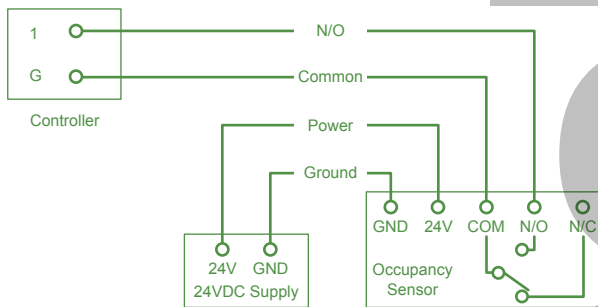 1
N/O
G
Common
Controller
Power
Ground
GND 24V COM N/O N/C
24V GND
24VDC Supply
Occupancy
Sensor